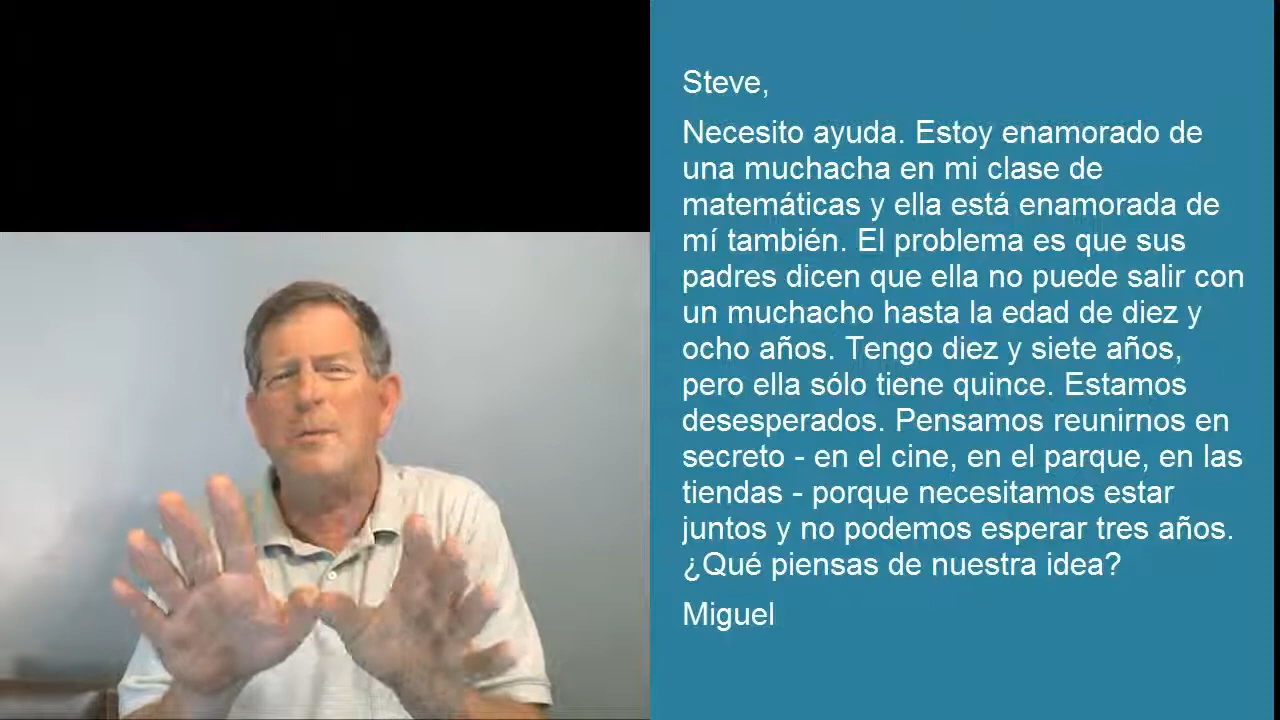 Steve,
Necesito ayuda. Estoy enamorado de
una muchacha en mi clase de
matemáticas y ella está enamorada de
mí también. El problema es que sus
padres dicen que ella no puede salir con
un muchacho hasta la edad de diez y
ocho años. Tengo diez y siete años,
pero ella sólo tiene quince. Estamos
desesperados. Pensamos reunirnos en
secreto - en el cine, en el parque, en las
tiendas - porque necesitamos estar
juntos y no podemos esperar tres años.
¿Qué piensas de nuestra idea?
Miguel